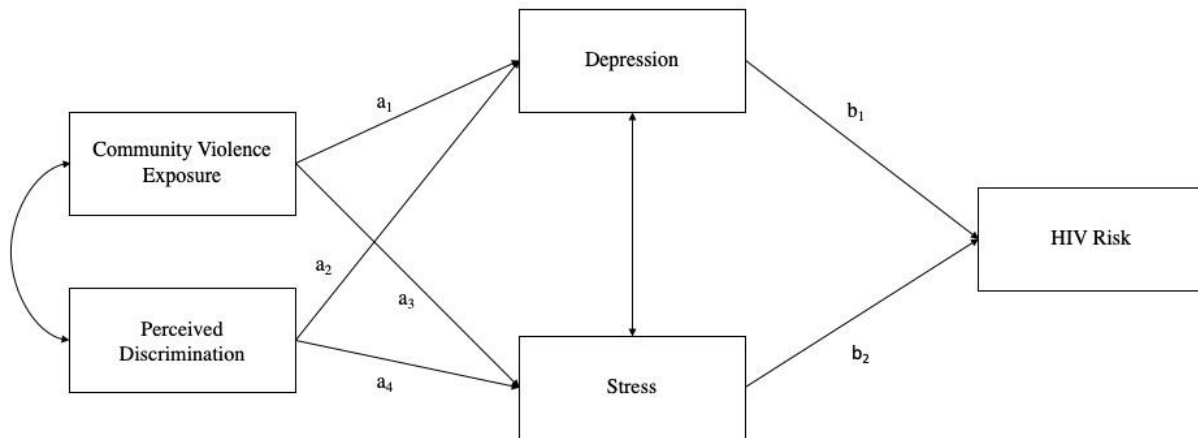 Depression
a₁
b₁
Community Violence
Exposure
HIV Risk
a₂
a₃
Perceived
Discrimination
b₂
a₄
Stress